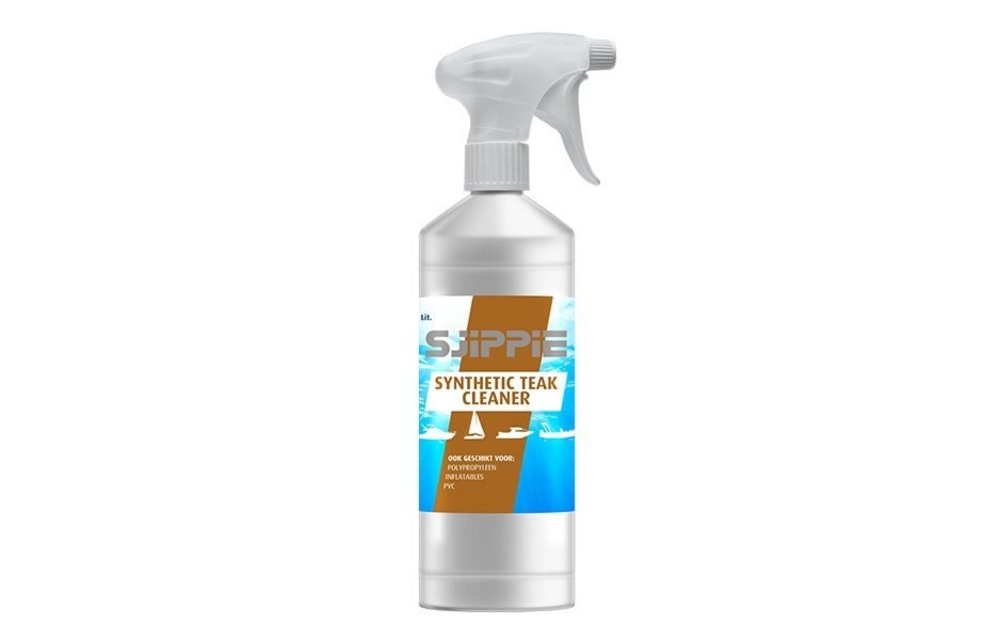 Lit.
SJIPPIE
SYNTHETIC TEAK
CLEANER
OOK GESCHIKT VOOR:
POLYPROPYLEEN
INFLATABLES
PVC